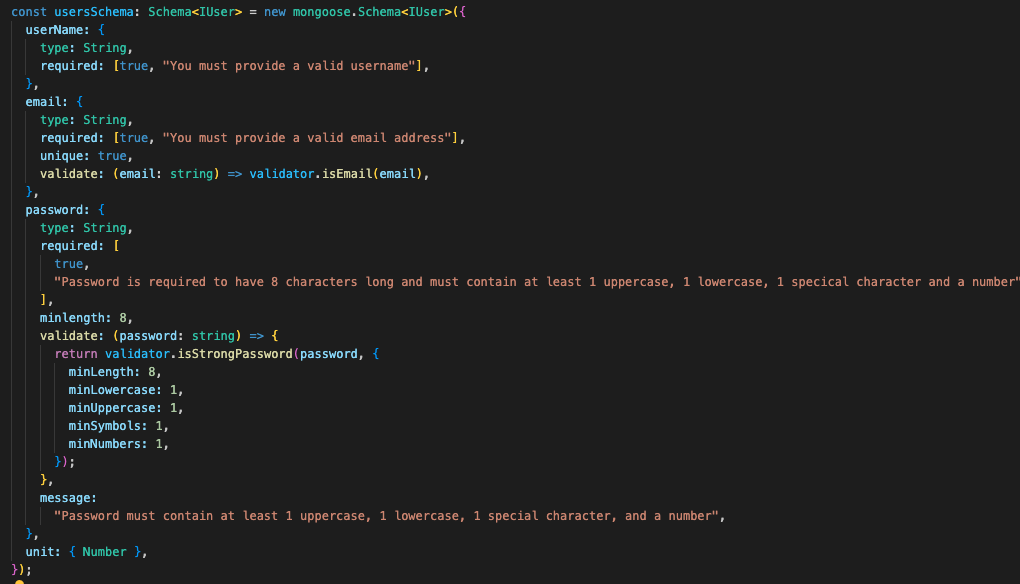 const usersSchema: Schema<IUser> = new mongoose.Schema<IUser>({
  userName: {
    type: String,
    required: [true, "You must provide a valid username"],
  },
  email: {
    type: String,
    required: [true, "You must provide a valid email address"],
    unique: true,
    validate: (email: string) => validator.isEmail(email),
  },
  password: {
    type: String,
    required: [
      true,
      "Password is required to have 8 characters long and must contain at least 1 uppercase, 1 lowercase, 1 specical character and a number"
    ],
    minlength: 8,
    validate: (password: string) => {
      return validator.isStrongPassword(password, {
        minLength: 8,
        minLowercase: 1,
        minUppercase: 1,
        minSymbols: 1,
        minNumbers: 1,
      });
    },
    message:
      "Password must contain at least 1 uppercase, 1 lowercase, 1 special character, and a number",
  },
  unit: { Number },
});